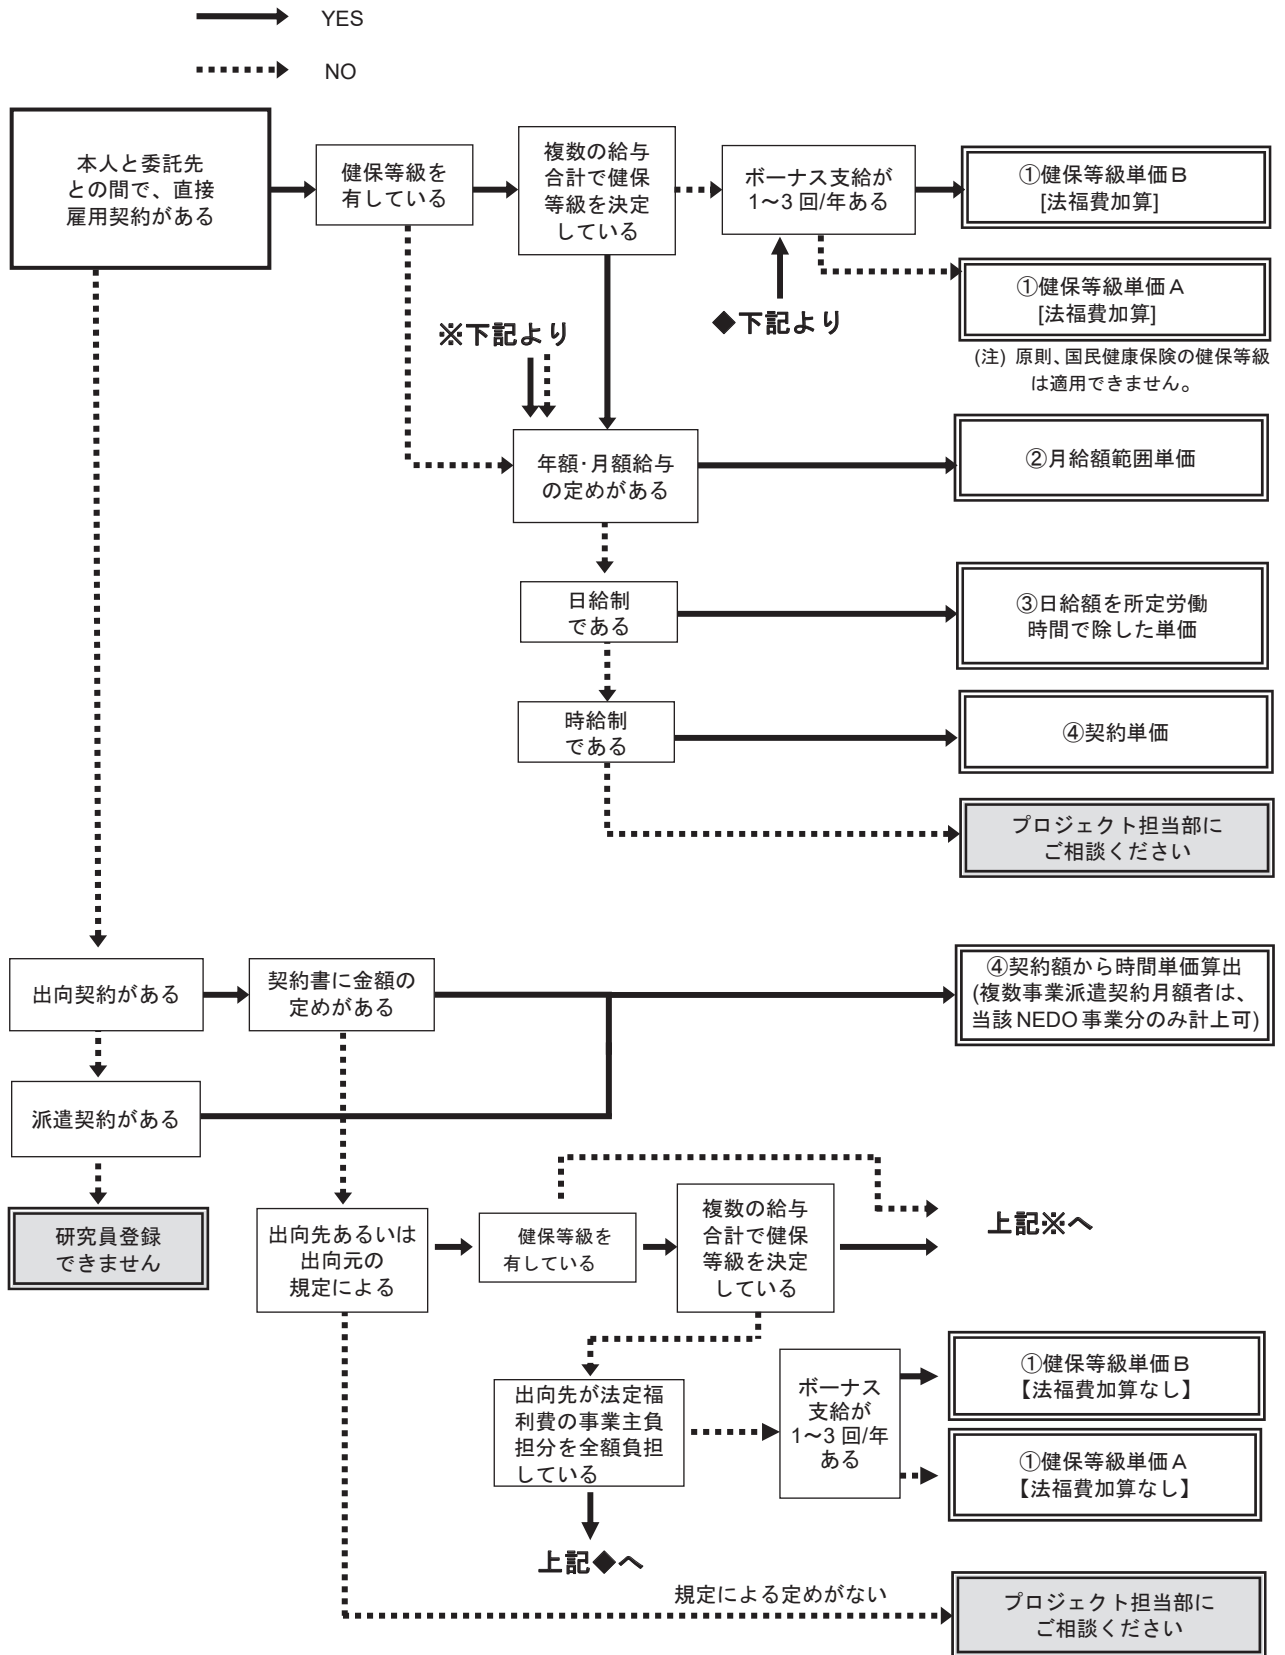 YES
NO
本人と委託先
との間で、直接
雇用契約がある
健保等級を
有している
複数の給与
合計で健保
等級を決定
している
ボーナス支給が
1～3 回/年ある
①健保等級単価Ｂ
[法福費加算]
①健保等級単価Ａ
[法福費加算]
(注) 原則、国民健康保険の健保等級
は適用できません。
※下記より
◆下記より
年額･月額給与
の定めがある
②月給額範囲単価
日給制
である
③日給額を所定労働
時間で除した単価
時給制
である
④契約単価
プロジェクト担当部に
ご相談ください
出向契約がある
契約書に金額の
定めがある
④契約額から時間単価算出
(複数事業派遣契約月額者は、
当該NEDO事業分のみ計上可)
派遣契約がある
研究員登録
できません
出向先あるいは
出向元の
規定による
健保等級を
有している
複数の給与
合計で健保
等級を決定
している
上記※へ
出向先が法定福
利費の事業主負
担分を全額負担
している
ボーナス
支給が
1～3 回/年
ある
①健保等級単価Ｂ
【法福費加算なし】
①健保等級単価Ａ
【法福費加算なし】
上記◆へ
規定による定めがない
プロジェクト担当部に
ご相談ください